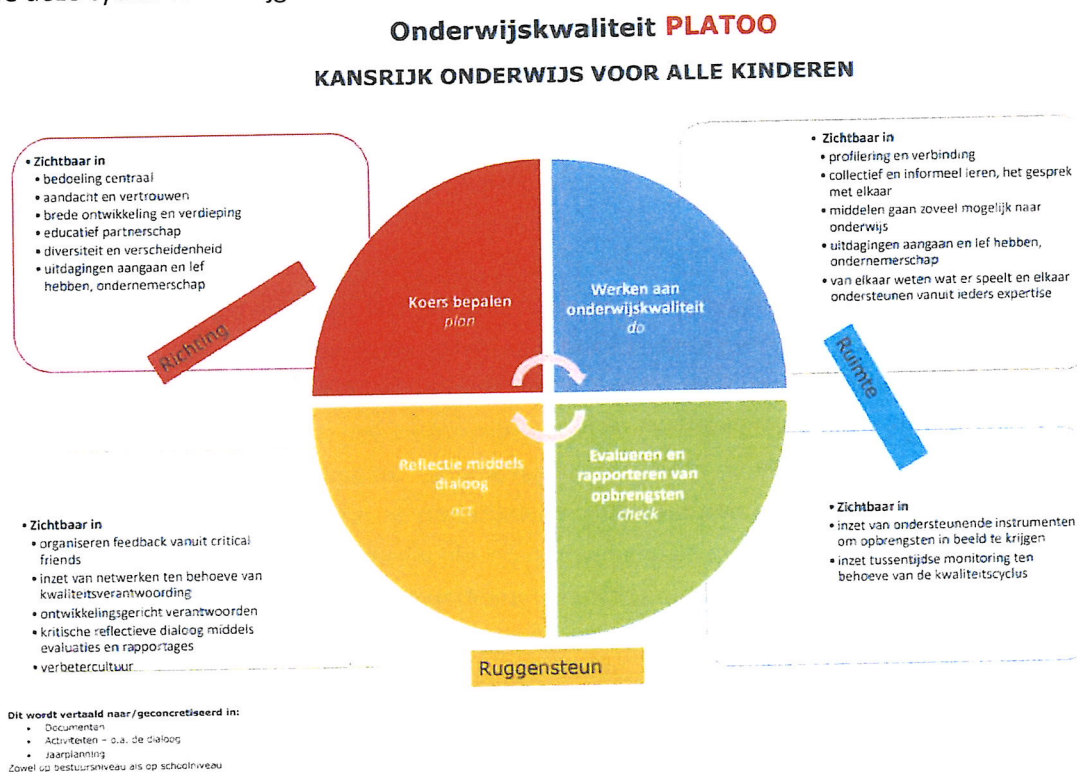 Onderwijskwaliteit PLATOO
KANSRIJK ONDERWIJS VOOR ALLE KINDEREN
• Zichtbaar in
• bedoeling centraal
• aandacht en vertrouwen
• brede ontwikkeling en verdieping
• educatief partnerschap
• diversiteit en verscheidenheid
• uitdagingen aangaan en lef
hebben, ondernemerschap
Richting
Koers bepalen
plan
Werken aan
onderwijskwaliteit
do
• Zichtbaar in
• profilering en verbinding
• collectief en informeel leren, het gesprek
met elkaar
• middelen gaan zoveel mogelijk naar
onderwijs
• uitdagingen aangaan en lef hebben,
ondernemerschap
• van elkaar weten wat er speelt en elkaar
ondersteunen vanuit ieders expertise
Ruimte
Reflectie middels
dialoog
act
Evalueren en
rapporteren van
opbrengsten
check
• Zichtbaar in
• organiseren feedback vanuit critical
friends
• inzet van netwerken ten behoeve van
kwaliteitsverantwoording
• ontwikkelingsgericht verantwoorden
• kritische reflectieve dialoog middels
evaluaties en rapportages
• verbetercultuur
• Zichtbaar in
• inzet van ondersteunende instrumenten
om opbrengsten in beeld te krijgen
• inzet tussentijdse monitoring ten
behoeve van de kwaliteitscyclus
Ruggensteun
Dit wordt vertaald naar/geconcretiseerd in:
• Documenten
• Activiteiten – o.a. de dialoog
• Jaarplanning
Zowel op bestuursniveau als op schoolniveau